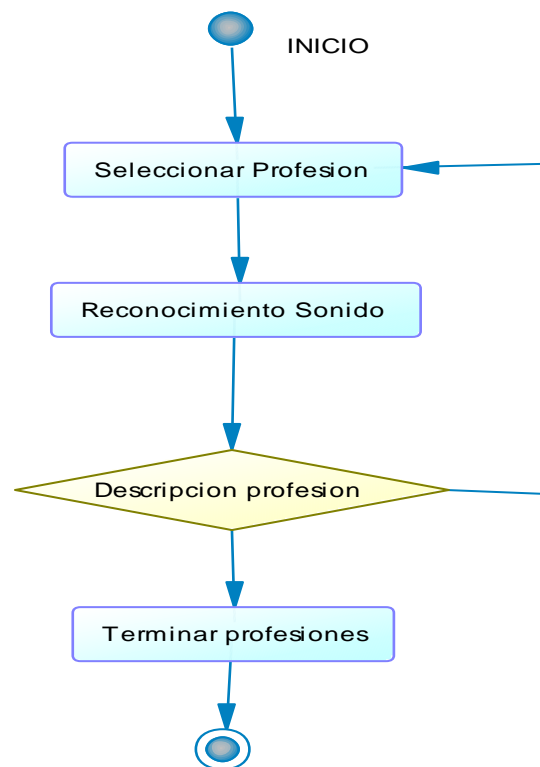 INICIO
Seleccionar Profesion
Reconocimiento Sonido
Descripcion profesion
Terminar profesiones